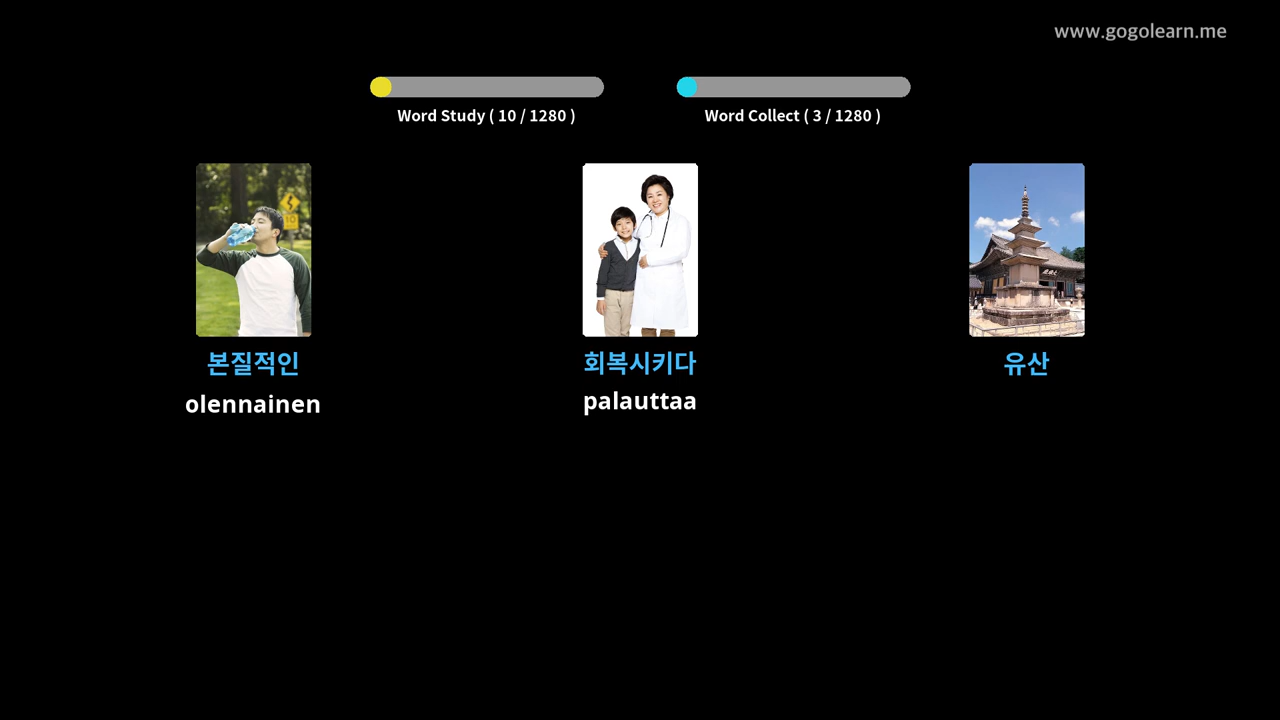 www.gogolearn.me
Word Study ( 10 / 1280 )
Word Collect ( 3 / 1280 )
본질적인
olennainen
회복시키다
palauttaa
유산